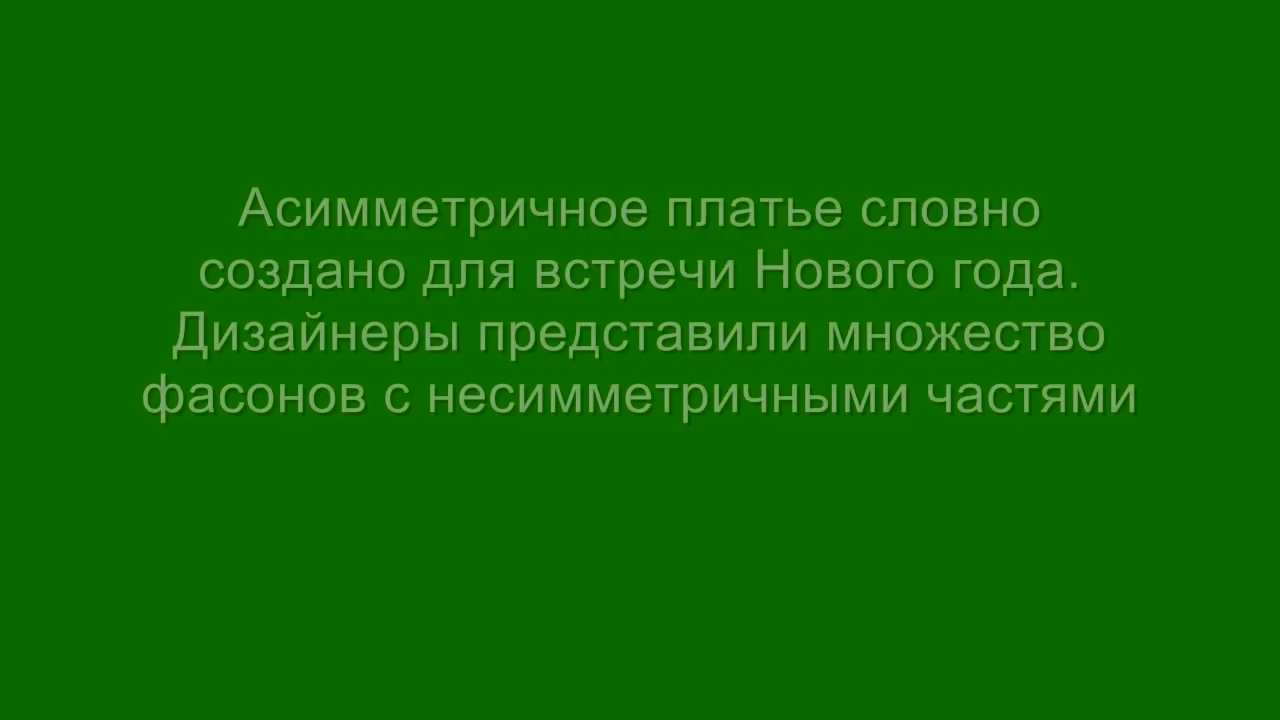 Асимметричное платье словно
создано для встречи Нового года.
Дизайнеры представили множество
фасонов с несимметричными частями